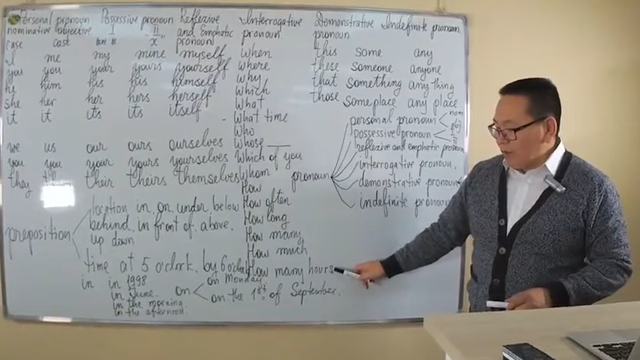 Personal pronoun Possessive pronoun Reflexive Interrogative Demonstrative Indefinite pronoun
nominative objective I II and Emphatic pronoun pronoun
case case x pronoun
I me my mine myself when this some any
you you your yours yourself where these someone anyone
he him his his himself why that something anything
she her her hers herself which those someplace any place
it it its its itself what
what time
who
we us our ours ourselves whose
you you your yours yourselves which of you
they their theirs themselves whom
pronoun
personal pronoun
possessive pronoun
reflexive and emphatic pronoun
interrogative pronoun.
demonstrative pronoun
indefinite pronoun
How
How often
How long
How many
How much
How many hours
preposition
location in. on. under. below
behind. in front of. above.
up down
time at 5 o'clock. by 6 o'clock
in in 1998
in June.
in the morning
in the afternoon.
on
on Monday
on the 1st of September.